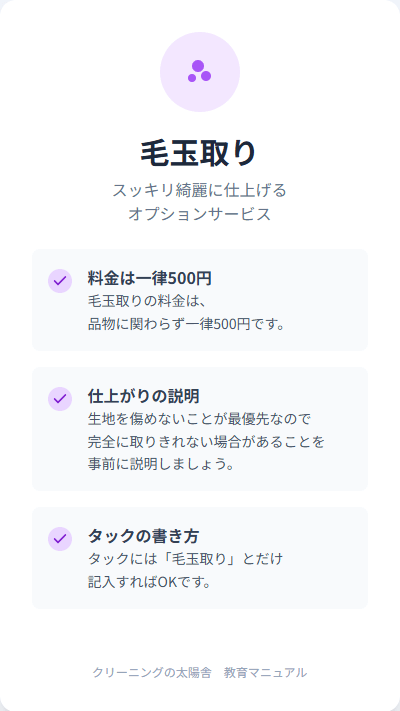 毛玉取り
スッキリ綺麗に仕上げる
オプションサービス
料金は一律500円
毛玉取りの料金は、
品物に関わらず一律500円です。
仕上がりの説明
生地を傷めないことが最優先なので
完全に取りきれない場合があることを
事前に説明しましょう。
タックの書き方
タックには「毛玉取り」とだけ
記入すればOKです。
クリーニングの太陽舎　教育マニュアル